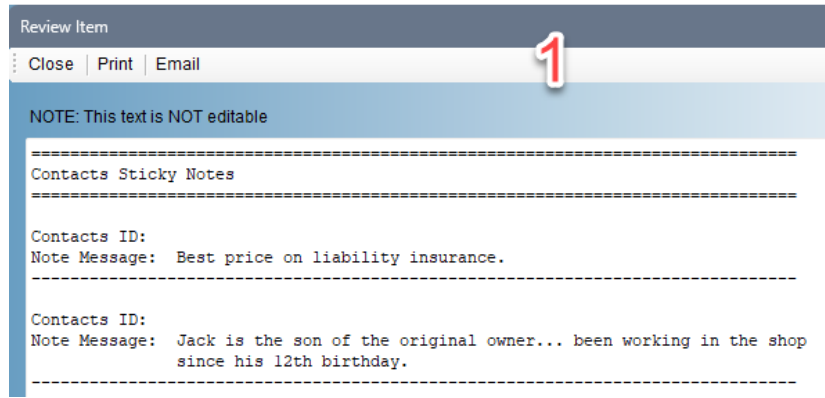 Review Item
1
Close Print Email
NOTE: This text is NOT editable
================================================================================
Contacts Sticky Notes
================================================================================
Contacts ID:
Note Message: Best price on liability insurance.
--------------------------------------------------------------------------------
Contacts ID:
Note Message: Jack is the son of the original owner... been working in the shop
since his 12th birthday.
--------------------------------------------------------------------------------